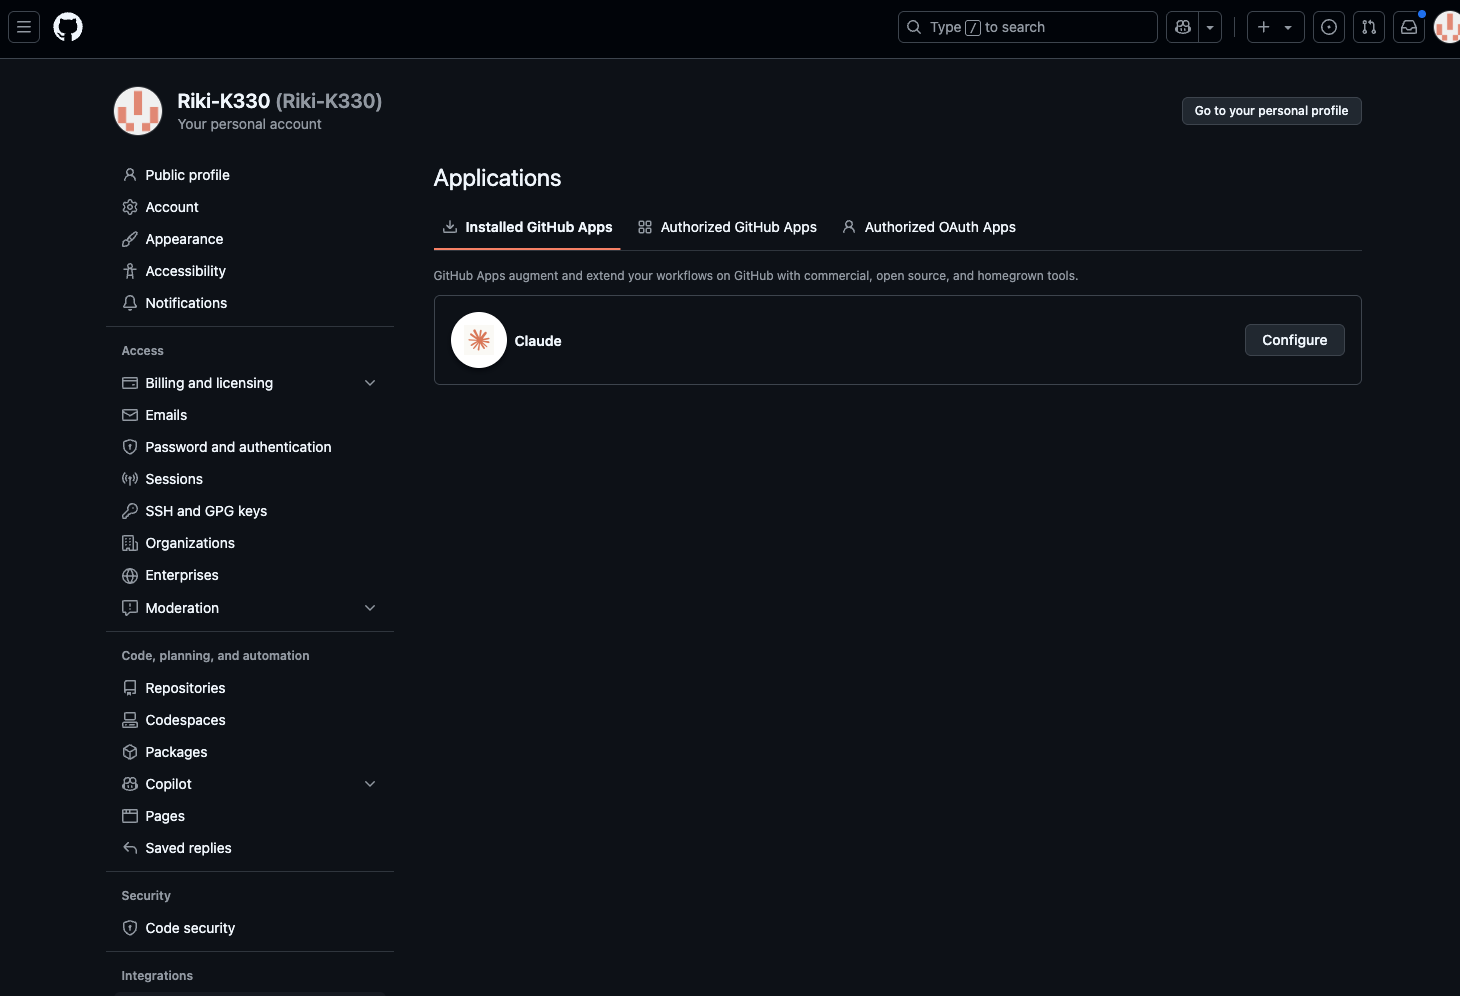 Type / to search
Riki-K330 (Riki-K330)
Your personal account
Go to your personal profile
Public profile
Account
Appearance
Accessibility
Notifications
Access
Billing and licensing
Emails
Password and authentication
Sessions
SSH and GPG keys
Organizations
Enterprises
Moderation
Code, planning, and automation
Repositories
Codespaces
Packages
Copilot
Pages
Saved replies
Security
Code security
Integrations
Applications
Installed GitHub Apps
Authorized GitHub Apps
Authorized OAuth Apps
GitHub Apps augment and extend your workflows on GitHub with commercial, open source, and homegrown tools.
Claude
Configure